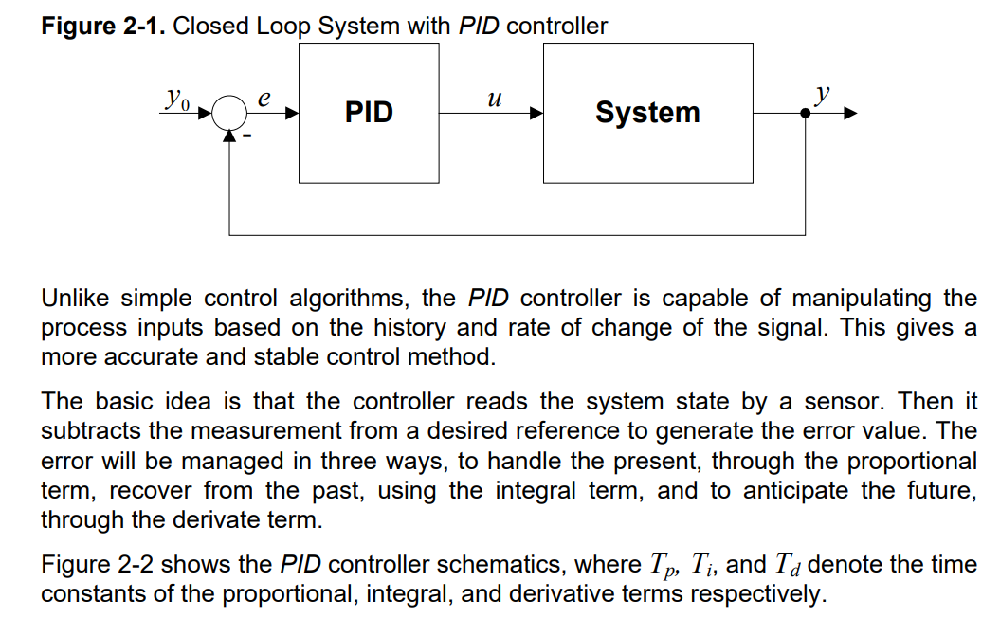 Figure 2-1. Closed Loop System with PID controller
y0 e PID u System y
-
Unlike simple control algorithms, the PID controller is capable of manipulating the
process inputs based on the history and rate of change of the signal. This gives a
more accurate and stable control method.
The basic idea is that the controller reads the system state by a sensor. Then it
subtracts the measurement from a desired reference to generate the error value. The
error will be managed in three ways, to handle the present, through the proportional
term, recover from the past, using the integral term, and to anticipate the future,
through the derivate term.
Figure 2-2 shows the PID controller schematics, where Tp, Ti, and Td denote the time
constants of the proportional, integral, and derivative terms respectively.